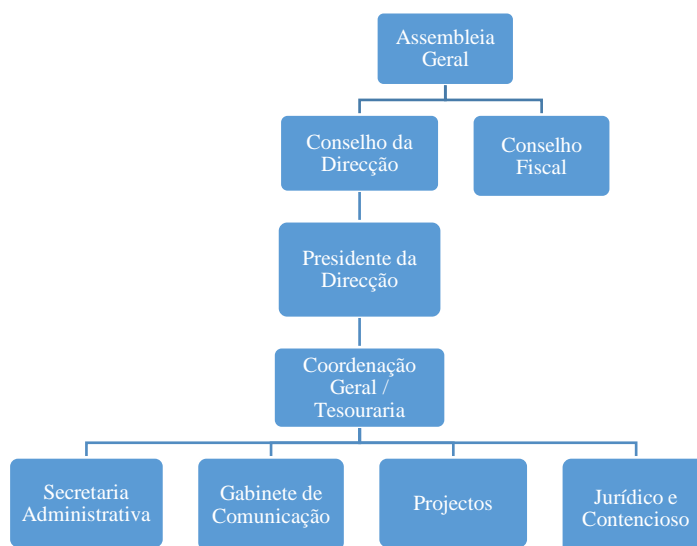 Assembleia
Geral
Conselho da
Direcção
Conselho
Fiscal
Presidente da
Direcção
Coordenação
Geral /
Tesouraria
Secretaria
Administrativa
Gabinete de
Comunicação
Projectos
Jurídico e
Contencioso